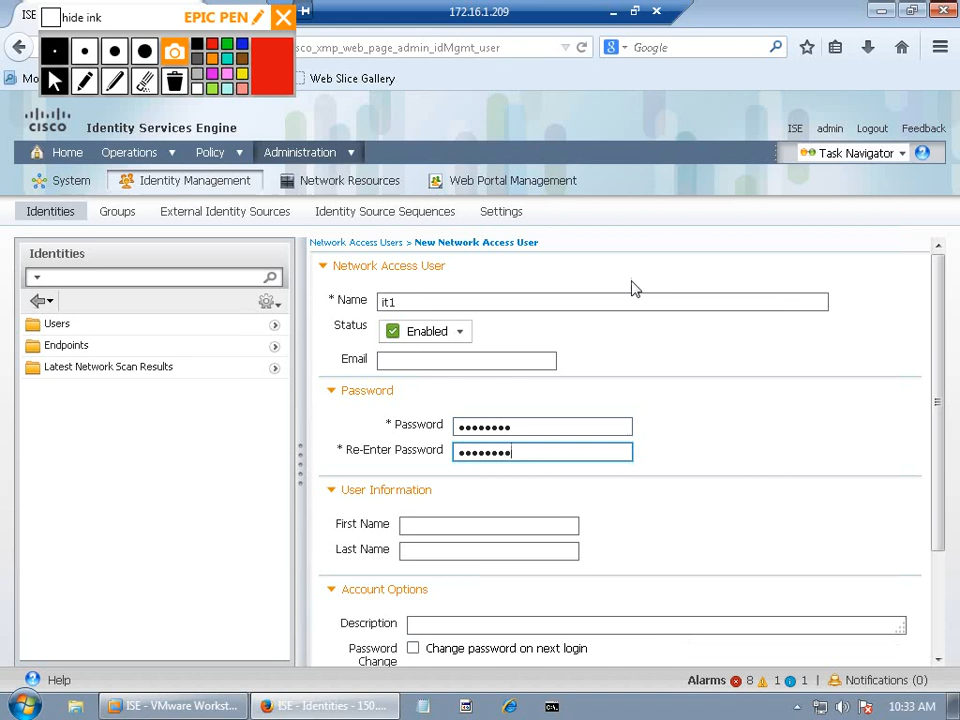 ISE
hide ink
EPIC PEN
172.16.1.209
isco_xmp_web_page_admin_idMgmt_user
Google
Mo
Web Slice Gallery
CISCO
Identity Services Engine
ISE admin Logout Feedback
Home Operations Policy Administration
Task Navigator
System Identity Management Network Resources Web Portal Management
Identities Groups External Identity Sources Identity Source Sequences Settings
Identities
Users
Endpoints
Latest Network Scan Results
Network Access Users > New Network Access User
Network Access User
* Name it1
Status Enabled
Email
Password
* Password ••••••••
* Re-Enter Password ••••••••
User Information
First Name
Last Name
Account Options
Description
Password Change
Change password on next login
Help
Alarms 8 1 1 Notifications (0)
ISE - VMware Workst...
ISE - Identities - 150....
10:33 AM